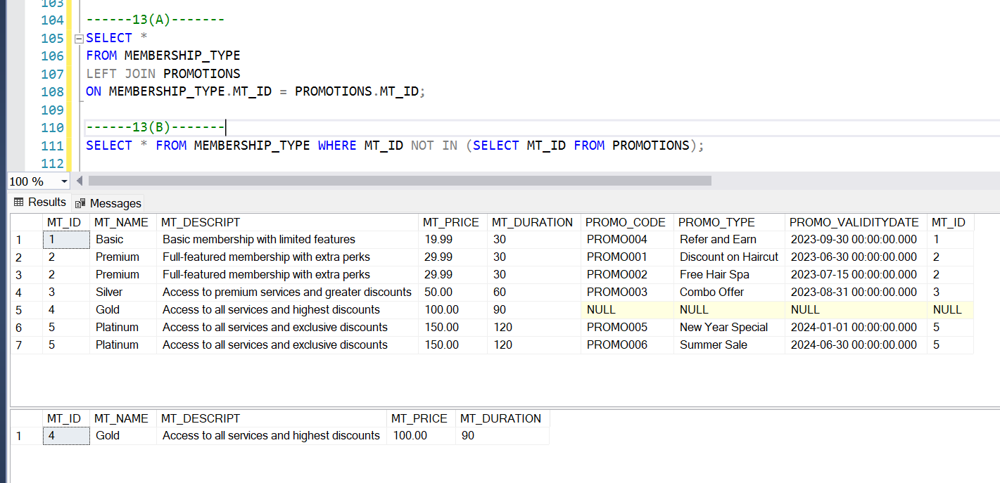 103
104 ------13(A)-------
105 SELECT *
106 FROM MEMBERSHIP_TYPE
107 LEFT JOIN PROMOTIONS
108 ON MEMBERSHIP_TYPE.MT_ID = PROMOTIONS.MT_ID;
109
110 ------13(B)-------
111 SELECT * FROM MEMBERSHIP_TYPE WHERE MT_ID NOT IN (SELECT MT_ID FROM PROMOTIONS);
112
100 %
Results Messages
MT_ID MT_NAME MT_DESCRIPT MT_PRICE MT_DURATION PROMO_CODE PROMO_TYPE PROMO_VALIDITYDATE MT_ID
1 1 Basic Basic membership with limited features 19.99 30 PROMO004 Refer and Earn 2023-09-30 00:00:00.000 1
2 2 Premium Full-featured membership with extra perks 29.99 30 PROMO001 Discount on Haircut 2023-06-30 00:00:00.000 2
3 2 Premium Full-featured membership with extra perks 29.99 30 PROMO002 Free Hair Spa 2023-07-15 00:00:00.000 2
4 3 Silver Access to premium services and greater discounts 50.00 60 PROMO003 Combo Offer 2023-08-31 00:00:00.000 3
5 4 Gold Access to all services and highest discounts 100.00 90 NULL NULL NULL NULL
6 5 Platinum Access to all services and exclusive discounts 150.00 120 PROMO005 New Year Special 2024-01-01 00:00:00.000 5
7 5 Platinum Access to all services and exclusive discounts 150.00 120 PROMO006 Summer Sale 2024-06-30 00:00:00.000 5
MT_ID MT_NAME MT_DESCRIPT MT_PRICE MT_DURATION
1 4 Gold Access to all services and highest discounts 100.00 90